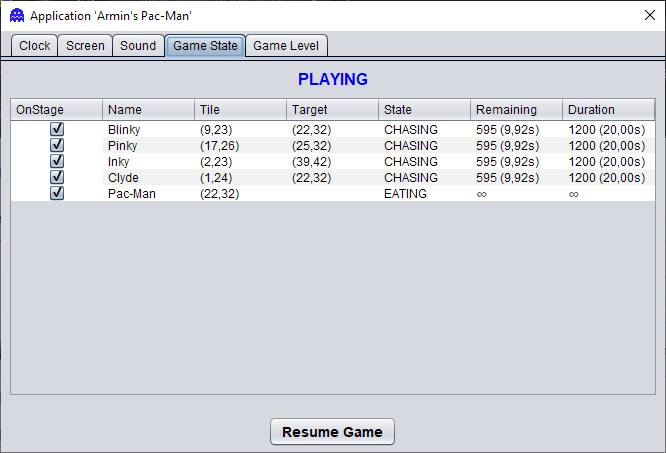 Application 'Armin's Pac-Man'
Clock Screen Sound Game State Game Level
PLAYING
OnStage Name Tile Target State Remaining Duration
Blinky (9,23) (22,32) CHASING 595 (9,92s) 1200 (20,00s)
Pinky (17,26) (25,32) CHASING 595 (9,92s) 1200 (20,00s)
Inky (2,23) (39,42) CHASING 595 (9,92s) 1200 (20,00s)
Clyde (1,24) (22,32) CHASING 595 (9,92s) 1200 (20,00s)
Pac-Man (22,32) EATING ∞ ∞
Resume Game